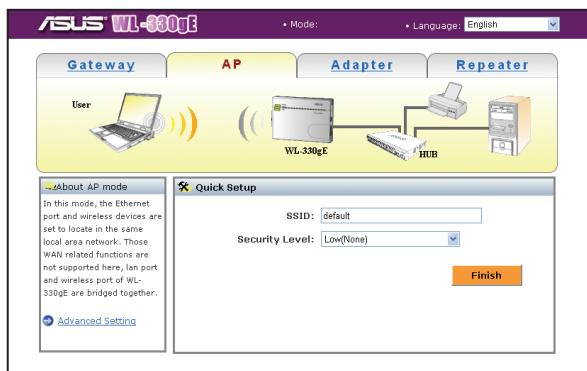 ASUS WL-330gE
• Mode:
• Language: English
Gateway AP Adapter Repeater
User
WL-330gE
HUB
About AP mode
In this mode, the Ethernet
port and wireless devices are
set to locate in the same
local area network. Those
WAN related functions are
not supported here, lan port
and wireless port of WL-
330gE are bridged together.
Advanced Setting
Quick Setup
SSID: default
Security Level: Low(None)
Finish